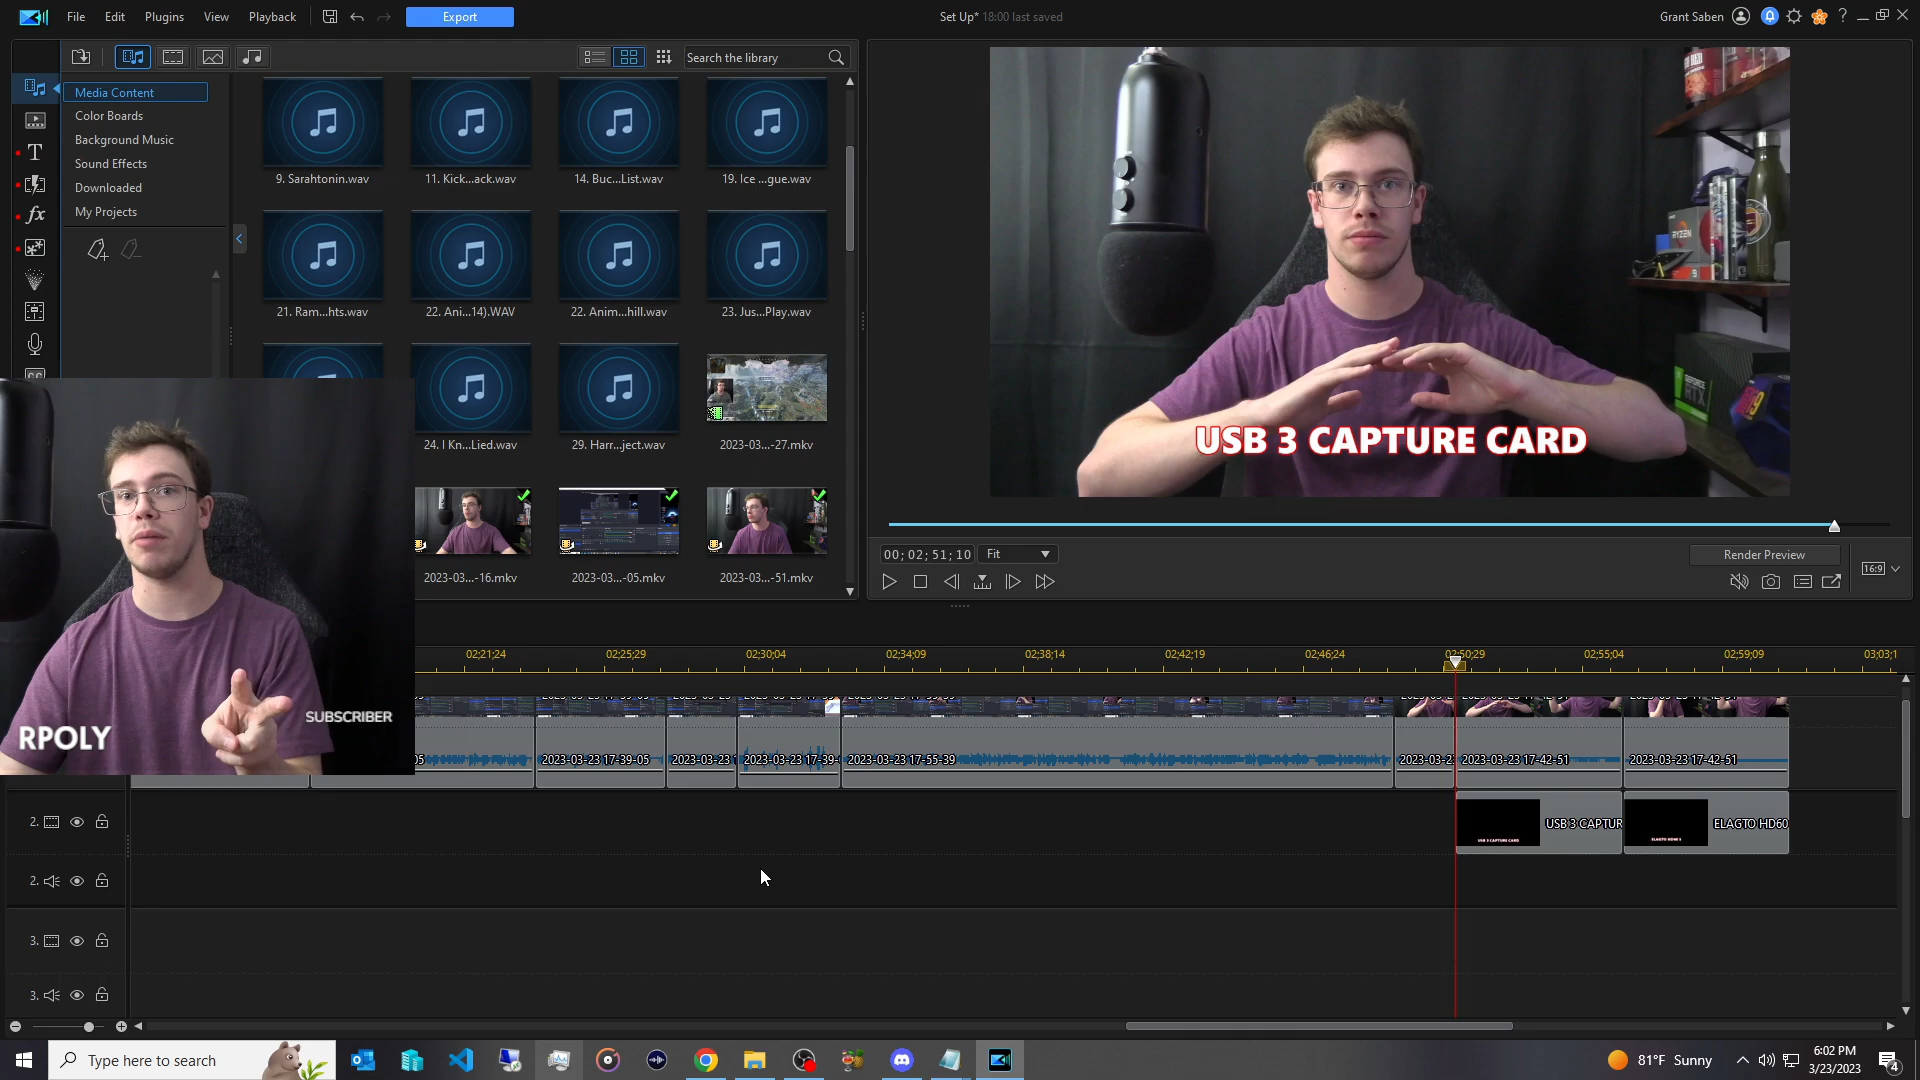 File Edit Plugins View Playback Export Set Up* 18:00 last saved Grant Saben
Search the library
Media Content
Color Boards
Background Music
Sound Effects
Downloaded
My Projects
9. Sarahtonin.wav 11. Kick...ack.wav 14. Buc...List.wav 19. Ice ...gue.wav
21. Ram...hts.wav 22. Ani...14).WAV 22. Anim...hill.wav 23. Jus...Play.wav
24. I Kn...Lied.wav 29. Harr...ject.wav 2023-03...-27.mkv
2023-03...-16.mkv 2023-03...-05.mkv 2023-03...-51.mkv
RYZEN
GEFORCE
RTX
USB 3 CAPTURE CARD
00; 02; 51; 10 Fit Render Preview
16:9
RPOLY
SUBSCRIBER
02;21;24 02;25;29 02;30;04 02;34;09 02;38;14 02;42;19 02;46;24 02;50;29 02;55;04 02;59;09 03;03;1
05 2023-03-23 17-39-05 2023-03-23 1 2023-03-23 17-39- 2023-03-23 17-55-39 2023-03-2 2023-03-23 17-42-51 2023-03-23 17-42-51
2. USB 3 CAPTURE CARD USB 3 CAPTUR ELAGTO HD60
2.
3.
3.
Type here to search
81°F Sunny
6:02 PM
3/23/2023
4